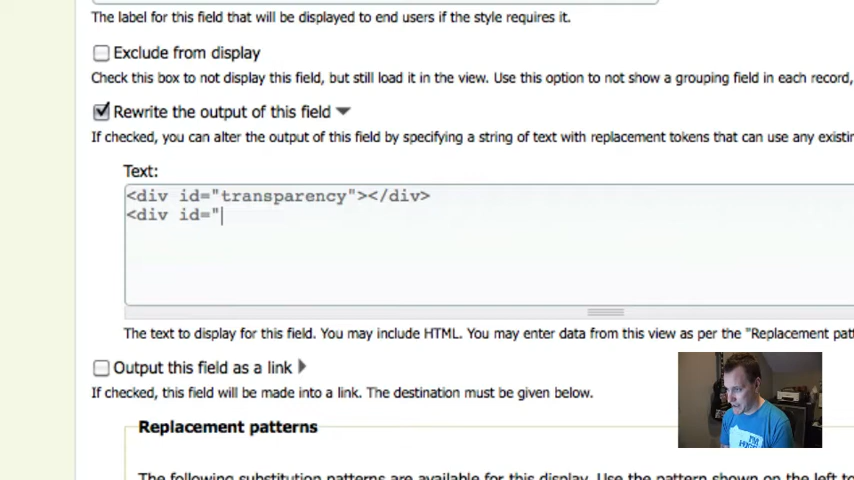 The label for this field that will be displayed to end users if the style requires it.
Exclude from display
Check this box to not display this field, but still load it in the view. Use this option to not show a grouping field in each record,
Rewrite the output of this field
If checked, you can alter the output of this field by specifying a string of text with replacement tokens that can use any existin
Text:
<div id="transparency"></div>
<div id="
The text to display for this field. You may include HTML. You may enter data from this view as per the "Replacement pat
Output this field as a link
If checked, this field will be made into a link. The destination must be given below.
Replacement patterns
The following substitution patterns are available for this display. Use the pattern shown on the left to